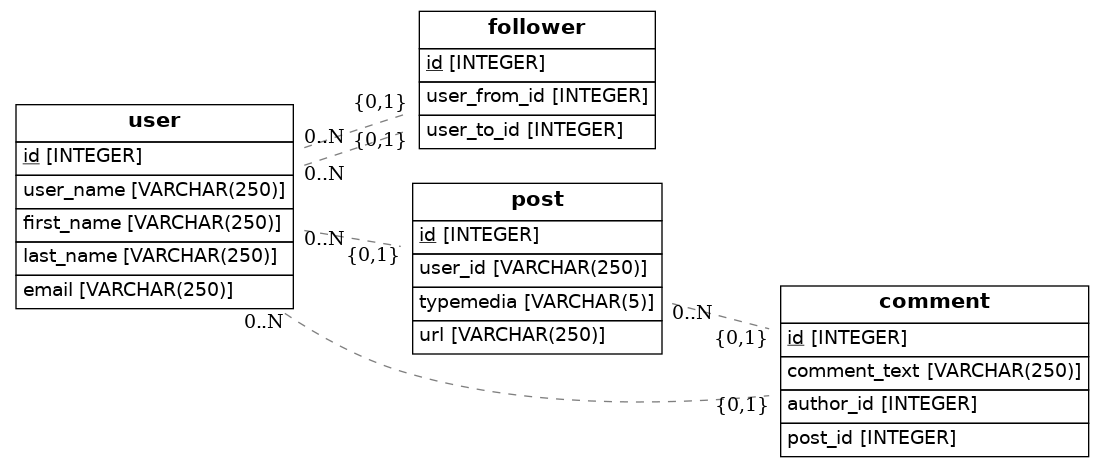 user
id [INTEGER]
user_name [VARCHAR(250)]
first_name [VARCHAR(250)]
last_name [VARCHAR(250)]
email [VARCHAR(250)]
follower
id [INTEGER]
user_from_id [INTEGER]
user_to_id [INTEGER]
{0,1}
0..N
{0,1}
0..N
post
id [INTEGER]
user_id [VARCHAR(250)]
typemedia [VARCHAR(5)]
url [VARCHAR(250)]
0..N
{0,1}
comment
id [INTEGER]
comment_text [VARCHAR(250)]
author_id [INTEGER]
post_id [INTEGER]
0..N
{0,1}
0..N
{0,1}